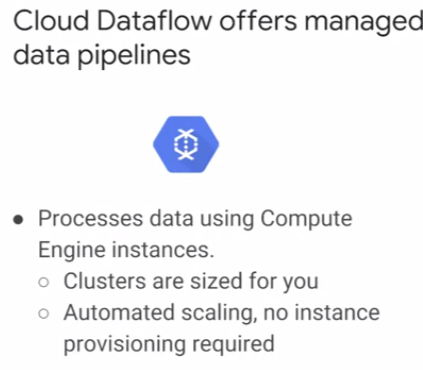 Cloud Dataflow offers managed
data pipelines
● Processes data using Compute
Engine instances.
○ Clusters are sized for you
○ Automated scaling, no instance
provisioning required